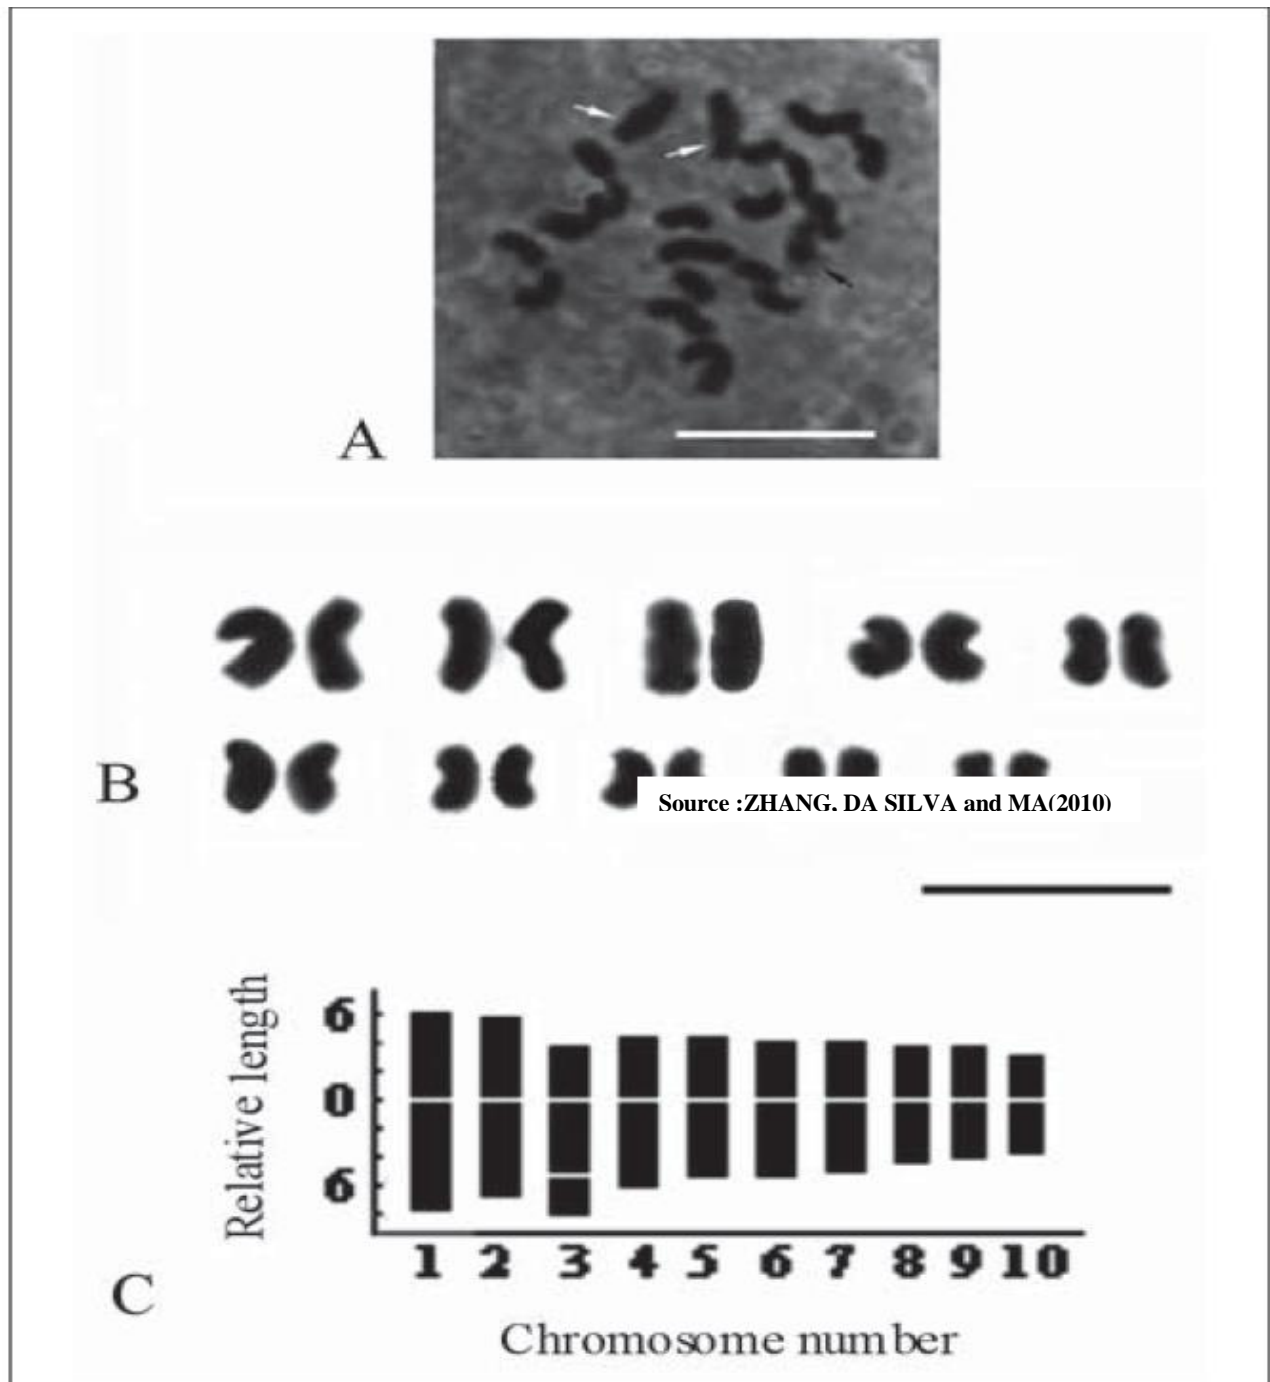 A
B
Source :ZHANG, DA SILVA and MA(2010)
Relative length
6
0
6
1 2 3 4 5 6 7 8 9 10
C
Chromosome number